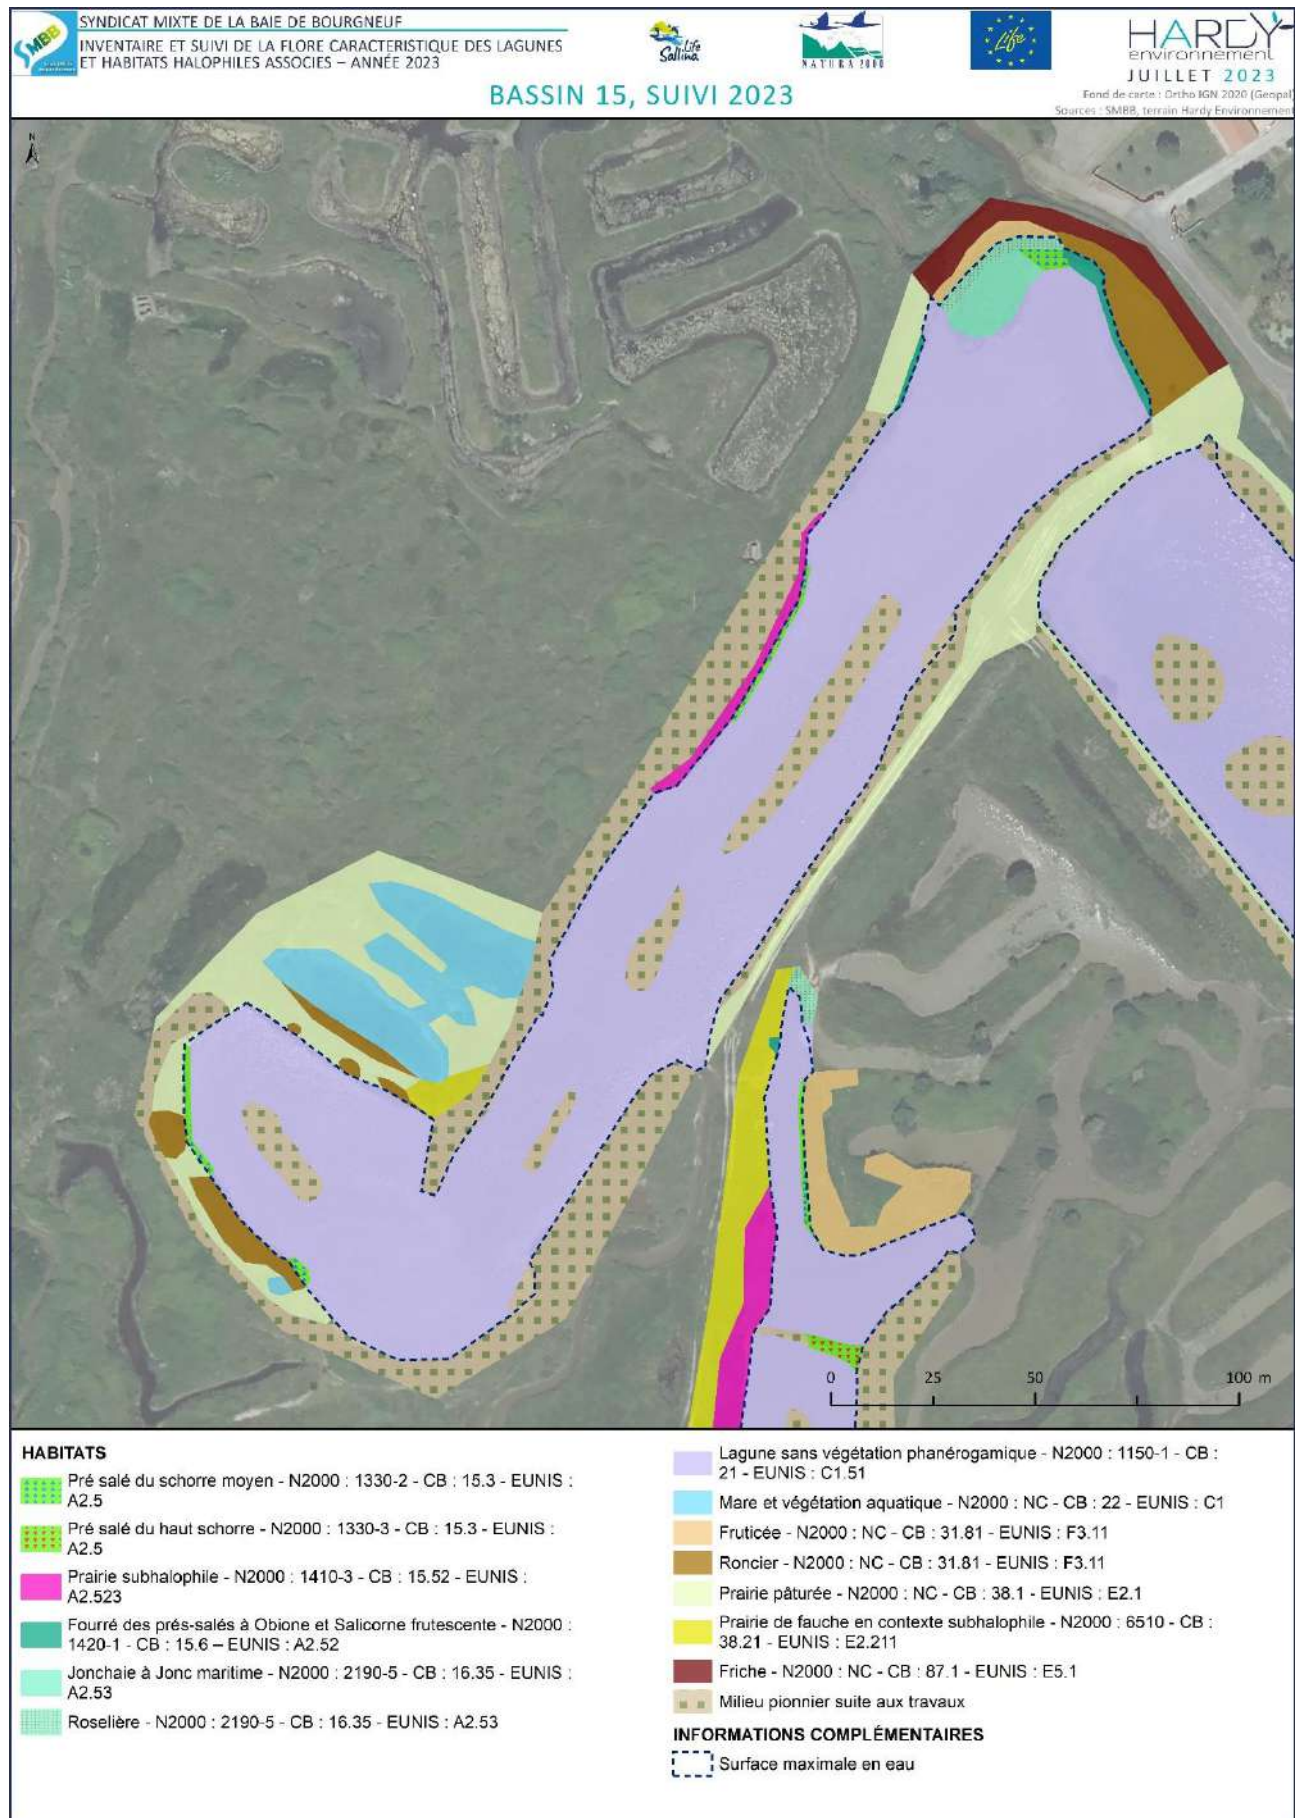 SYNDICAT MIXTE DE LA BAIE DE BOURGNEUF
INVENTAIRE ET SUIVI DE LA FLORE CARACTERISTIQUE DES LAGUNES
ET HABITATS HALOPHILES ASSOCIES – ANNÉE 2023
SMBB
Life
Sallina
NATURA 2000
Life
HARDY
environnement
JUILLET 2023
Fond de carte : Ortho IGN 2020 (Geopal)
Sources : SMBB, terrain Hardy Environnement
BASSIN 15, SUIVI 2023
N
0 25 50 100 m
HABITATS
Pré salé du schorre moyen - N2000 : 1330-2 - CB : 15.3 - EUNIS :
A2.5
Pré salé du haut schorre - N2000 : 1330-3 - CB : 15.3 - EUNIS :
A2.5
Prairie subhalophile - N2000 : 1410-3 - CB : 15.52 - EUNIS :
A2.523
Fourré des prés-salés à Obione et Salicorne frutescente - N2000 :
1420-1 - CB : 15.6 – EUNIS : A2.52
Jonchaie à Jonc maritime - N2000 : 2190-5 - CB : 16.35 - EUNIS :
A2.53
Roselière - N2000 : 2190-5 - CB : 16.35 - EUNIS : A2.53
Lagune sans végétation phanérogamique - N2000 : 1150-1 - CB :
21 - EUNIS : C1.51
Mare et végétation aquatique - N2000 : NC - CB : 22 - EUNIS : C1
Fruticée - N2000 : NC - CB : 31.81 - EUNIS : F3.11
Roncier - N2000 : NC - CB : 31.81 - EUNIS : F3.11
Prairie pâturée - N2000 : NC - CB : 38.1 - EUNIS : E2.1
Prairie de fauche en contexte subhalophile - N2000 : 6510 - CB :
38.21 - EUNIS : E2.211
Friche - N2000 : NC - CB : 87.1 - EUNIS : E5.1
Milieu pionnier suite aux travaux
INFORMATIONS COMPLÉMENTAIRES
Surface maximale en eau